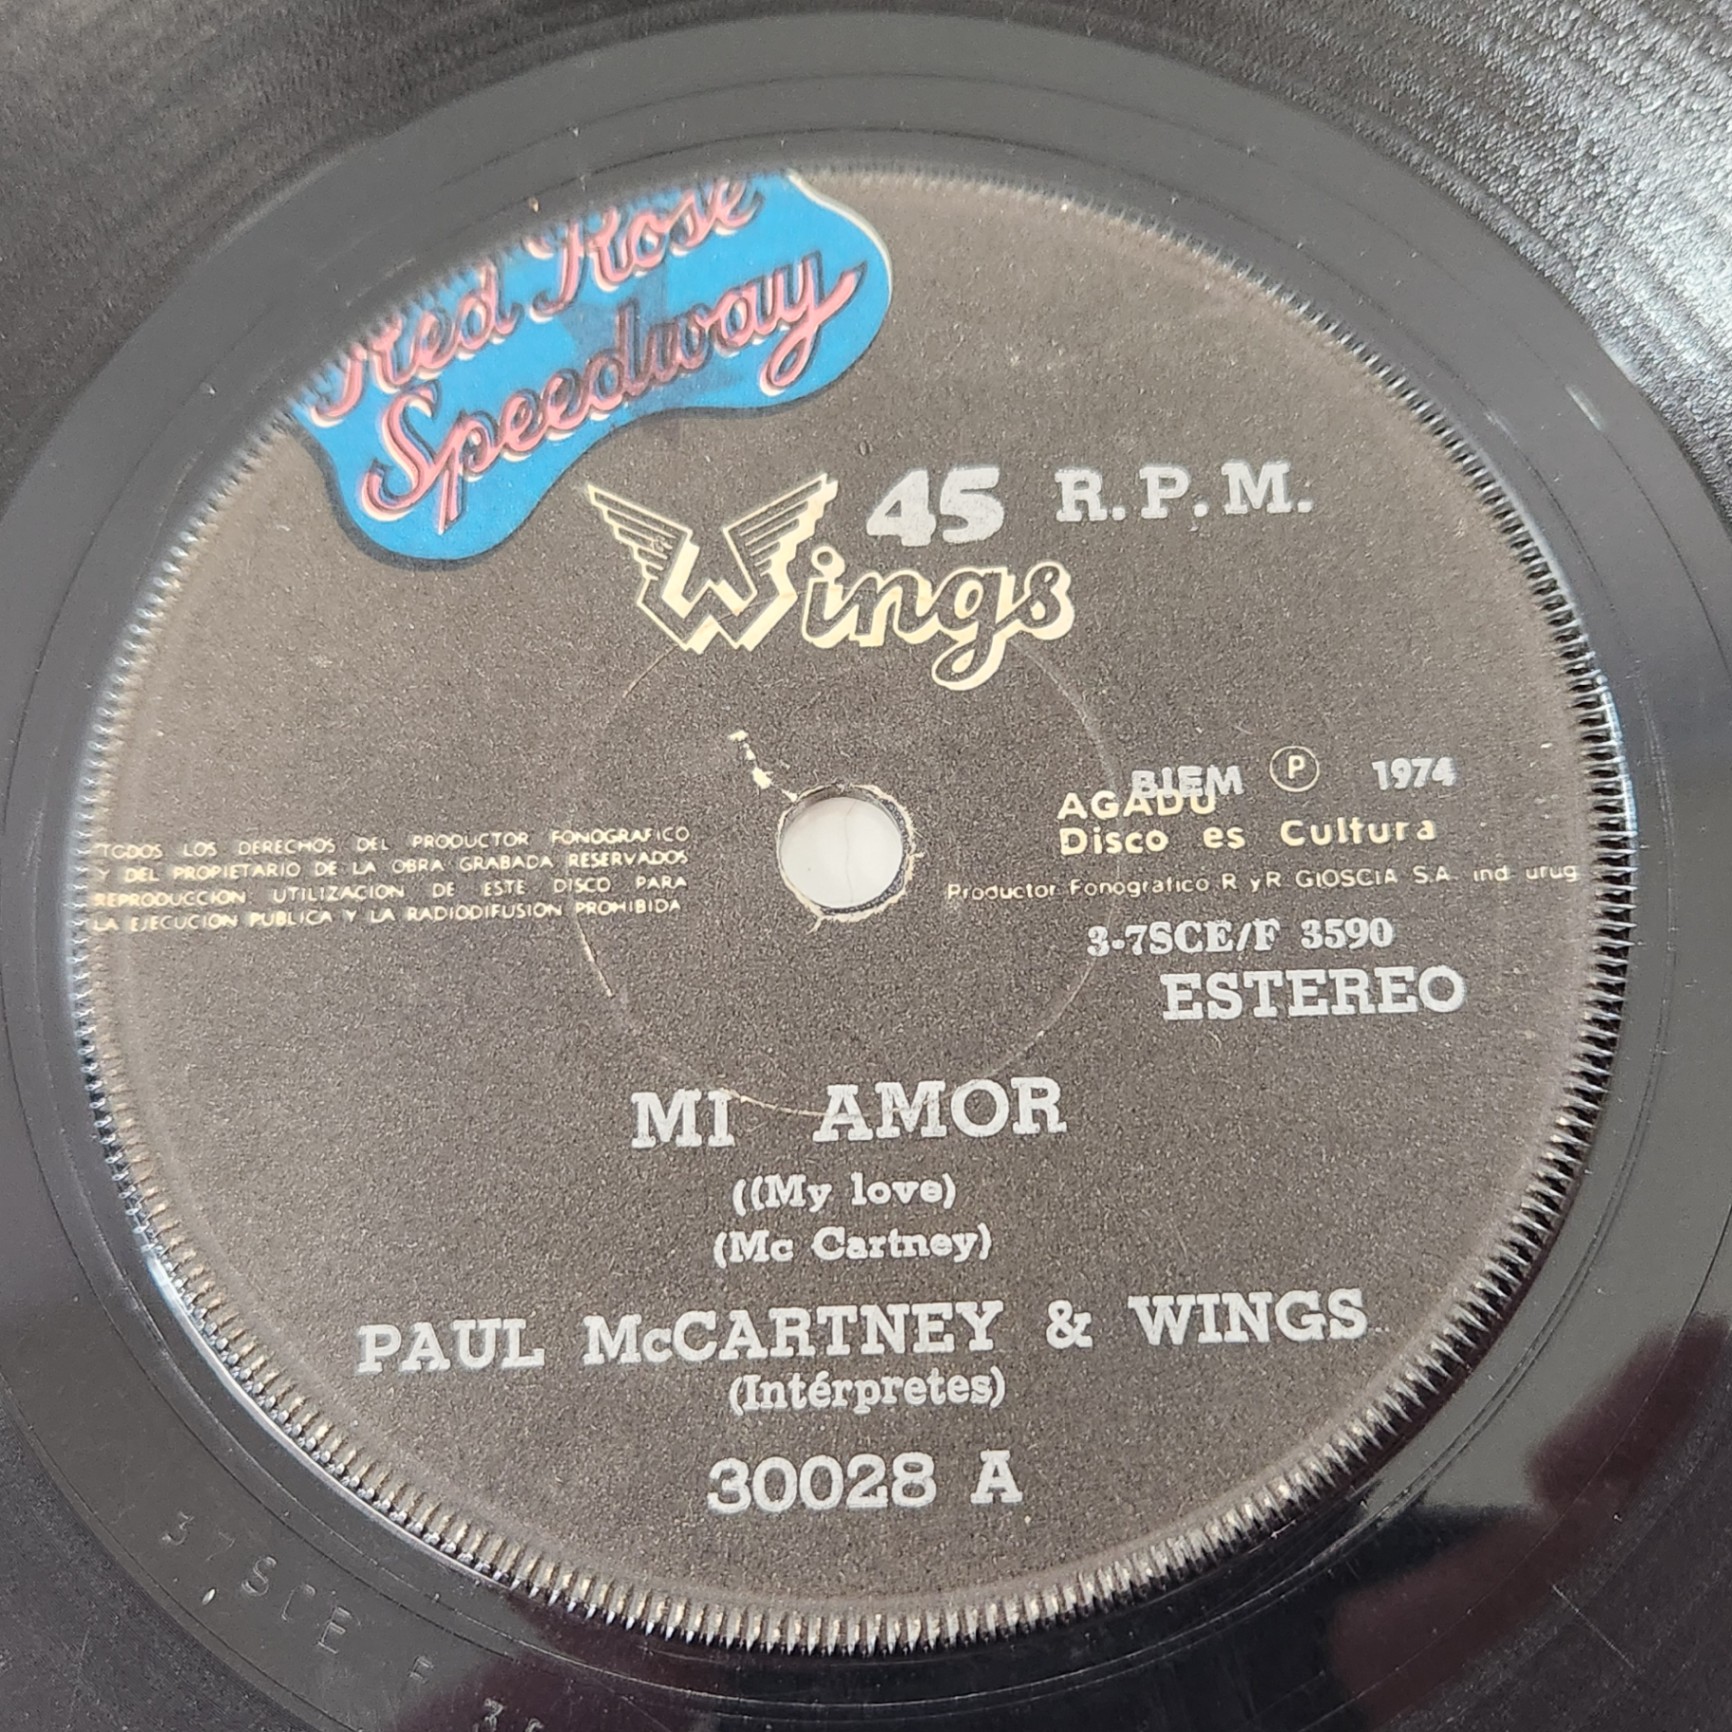 Red Rose
Speedway
45 R.P.M.
Wings
BIEM Ⓟ 1974
AGADU
Disco es Cultura
TODOS LOS DERECHOS DEL PRODUCTOR FONOGRAFICO
Y DEL PROPIETARIO DE LA OBRA GRABADA RESERVADOS
REPRODUCCION UTILIZACION DE ESTE DISCO PARA
LA EJECUCION PUBLICA Y LA RADIODIFUSION PROHIBIDA
Productor Fonografico R y R GIOSCIA S.A. ind urug
3-7SCE/F 3590
ESTEREO
MI AMOR
((My love)
(Mc Cartney)
PAUL McCARTNEY & WINGS
(Intérpretes)
30028 A
37SCE F